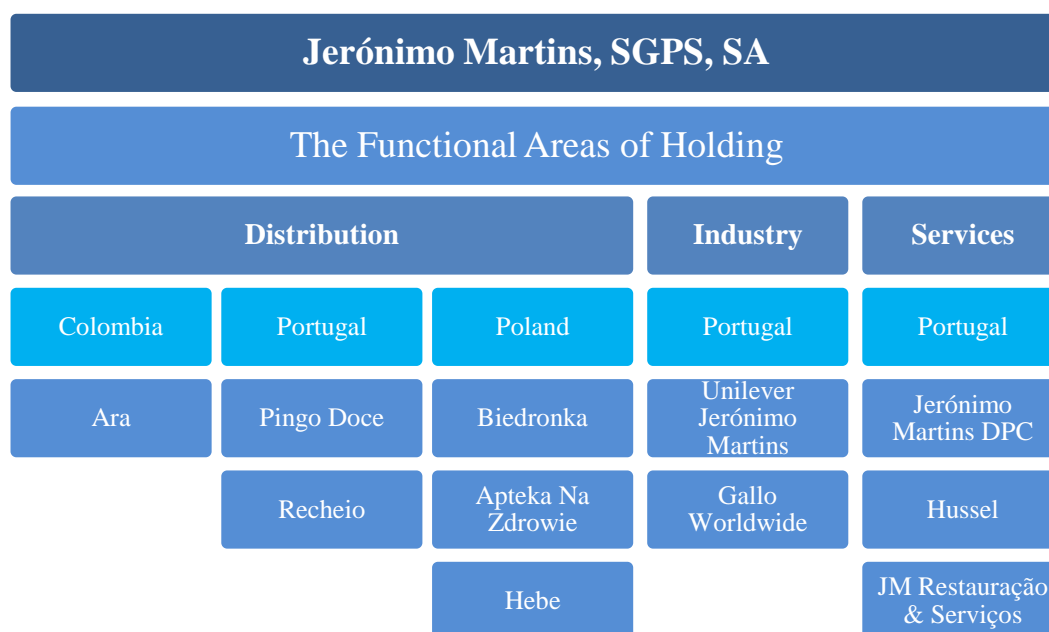 Jerónimo Martins, SGPS, SA
The Functional Areas of Holding
Distribution
Industry
Services
Colombia
Portugal
Poland
Portugal
Portugal
Ara
Pingo Doce
Biedronka
Unilever
Jerónimo
Martins
Jerónimo
Martins DPC
Recheio
Apteka Na
Zdrowie
Gallo
Worldwide
Hussel
Hebe
JM Restauração
& Serviços